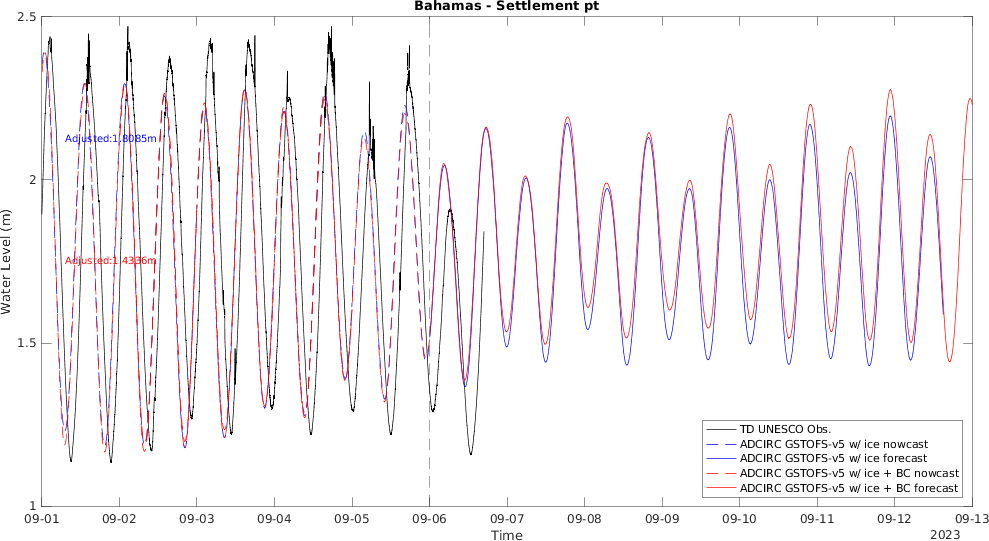 Bahamas - Settlement pt
2.5
2
1.5
1
Water Level (m)
Adjusted:1.8085m
Adjusted:1.4336m
TD UNESCO Obs.
ADCIRC GSTOFS-v5 w/ ice nowcast
ADCIRC GSTOFS-v5 w/ ice forecast
ADCIRC GSTOFS-v5 w/ ice + BC nowcast
ADCIRC GSTOFS-v5 w/ ice + BC forecast
09-01 09-02 09-03 09-04 09-05 09-06 09-07 09-08 09-09 09-10 09-11 09-12 09-13
Time
2023